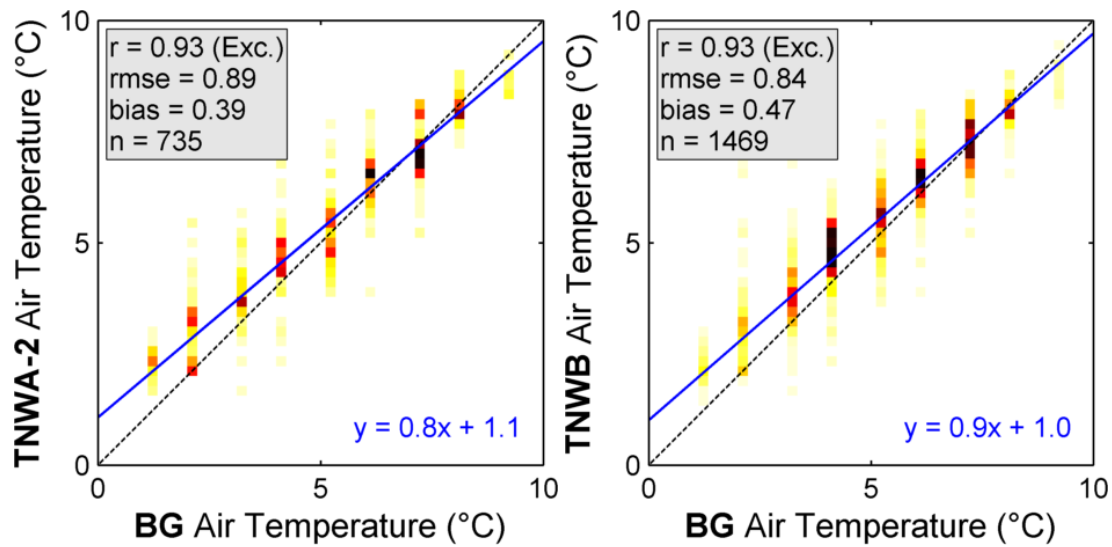 10
r = 0.93 (Exc.)
rmse = 0.89
bias = 0.39
n = 735
TNWA-2 Air Temperature (°C)
5
y = 0.8x + 1.1
0
0 5 10
BG Air Temperature (°C)
10
r = 0.93 (Exc.)
rmse = 0.84
bias = 0.47
n = 1469
TNWB Air Temperature (°C)
5
y = 0.9x + 1.0
0
0 5 10
BG Air Temperature (°C)